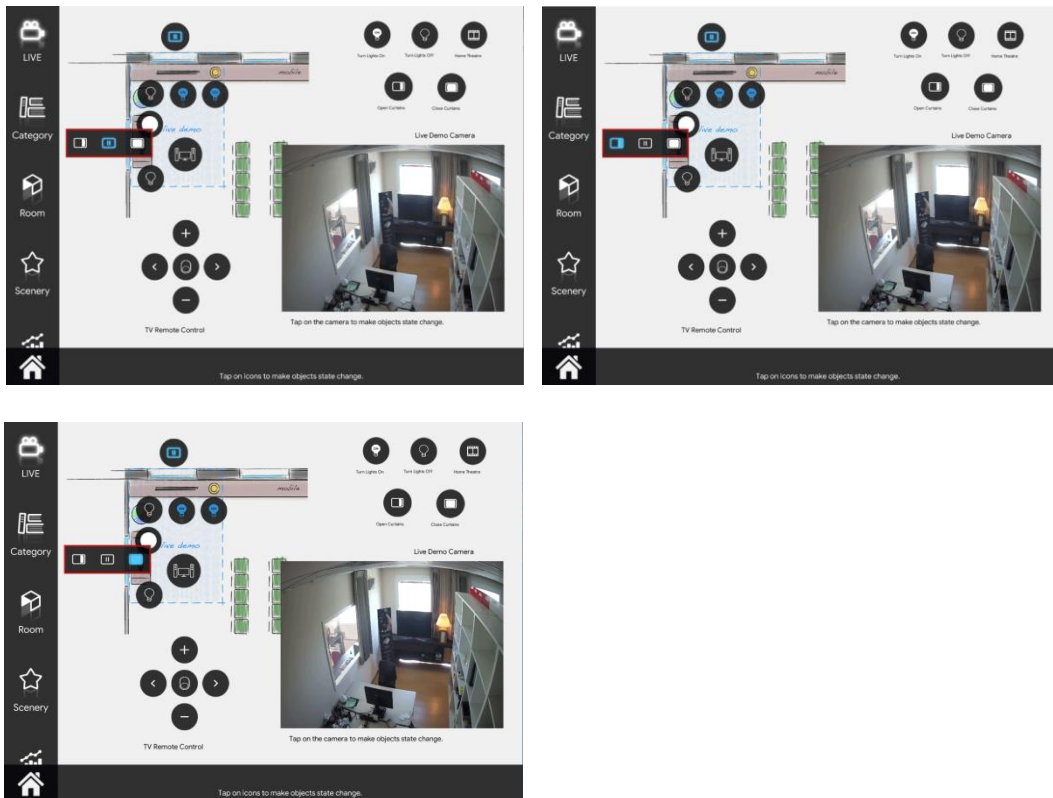 LIVE
Turn Lights On Turn Lights Off Home Theatre
mobile
Open Curtains Close Curtains
Category
live demo
Live Demo Camera
Room
Scenery
TV Remote Control
Tap on the camera to make objects state change.
Tap on icons to make objects state change.
LIVE
Turn Lights On Turn Lights Off Home Theatre
mobile
Open Curtains Close Curtains
Category
live demo
Live Demo Camera
Room
Scenery
TV Remote Control
Tap on the camera to make objects state change.
Tap on icons to make objects state change.
LIVE
Turn Lights On Turn Lights Off Home Theatre
mobile
Open Curtains Close Curtains
Category
live demo
Live Demo Camera
Room
Scenery
TV Remote Control
Tap on the camera to make objects state change.
Tap on icons to make objects state change.